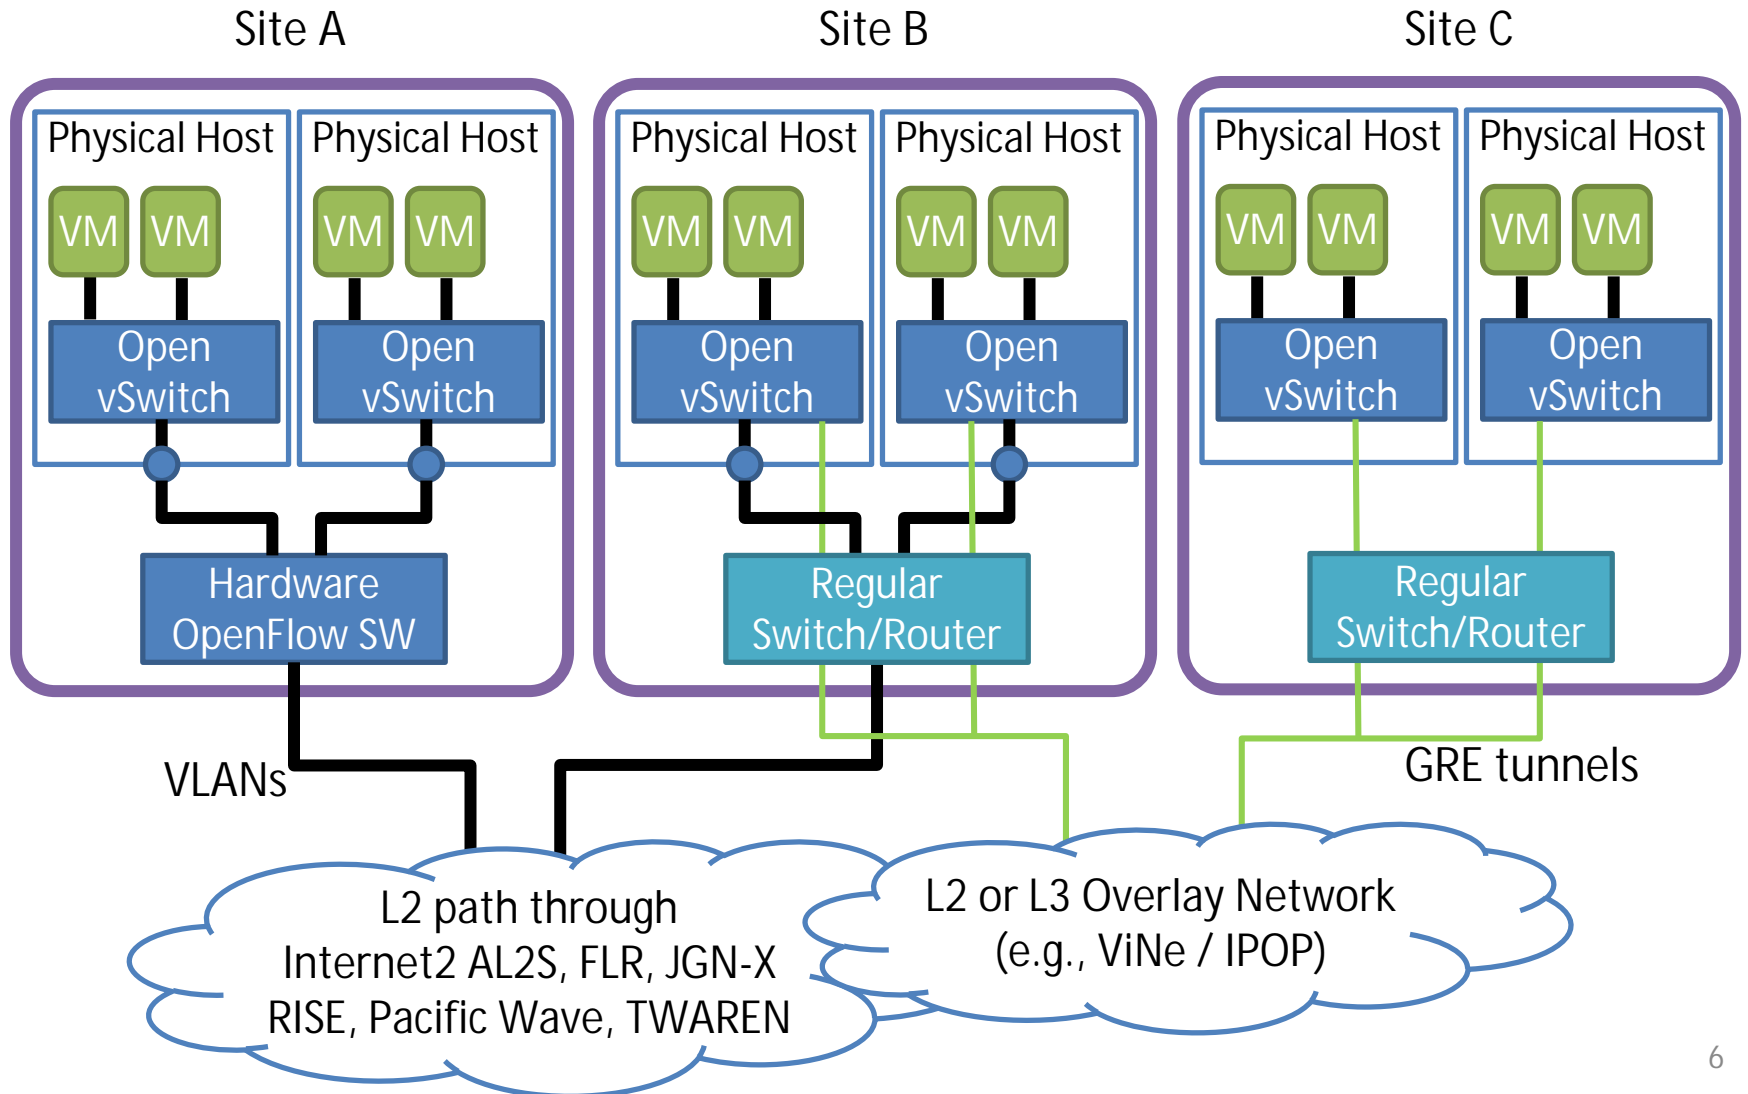 Site A
Site B
Site C
Physical Host
Physical Host
Physical Host
Physical Host
Physical Host
Physical Host
VM
VM
VM
VM
VM
VM
VM
VM
VM
VM
VM
VM
Open
vSwitch
Open
vSwitch
Open
vSwitch
Open
vSwitch
Open
vSwitch
Open
vSwitch
Hardware
OpenFlow SW
Regular
Switch/Router
Regular
Switch/Router
VLANs
GRE tunnels
L2 path through
Internet2 AL2S, FLR, JGN-X
RISE, Pacific Wave, TWAREN
L2 or L3 Overlay Network
(e.g., ViNe / IPOP)
6